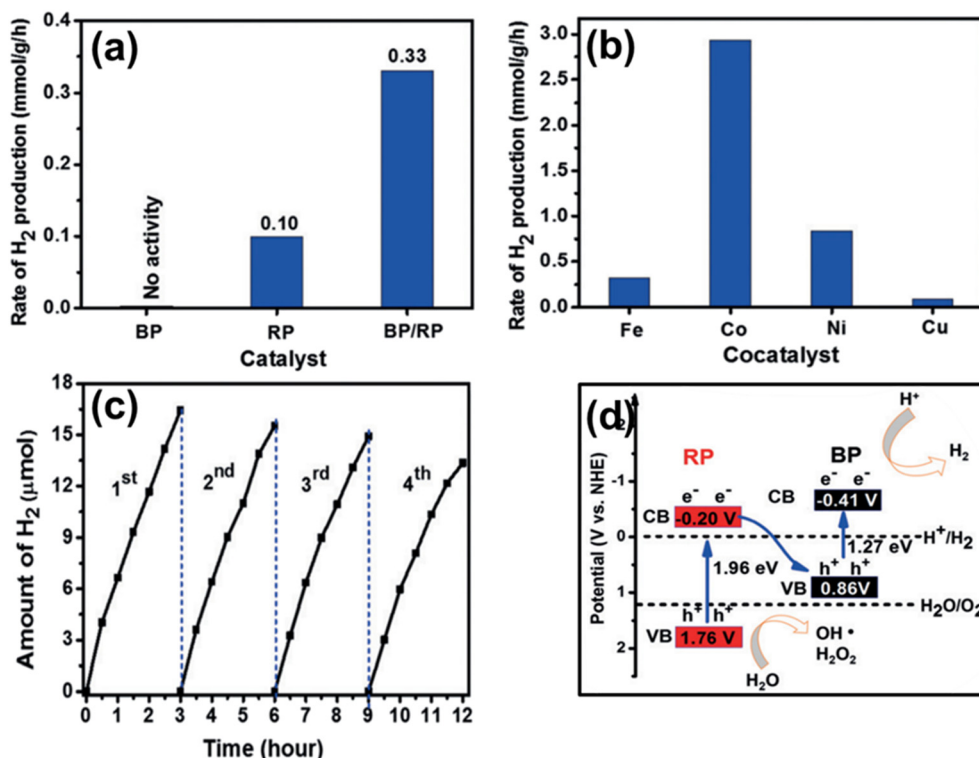 (a)
Rate of H2 production (mmol/g/h)
0.4
0.3
0.2
0.1
0.0
No activity
0.10
0.33
BP
RP
BP/RP
Catalyst
(b)
Rate of H2 production (mmol/g/h)
3.0
2.5
2.0
1.5
1.0
0.5
0.0
Fe
Co
Ni
Cu
Cocatalyst
(c)
Amount of H2 (μmol)
18
15
12
9
6
3
0
1st
2nd
3rd
4th
0 1 2 3 4 5 6 7 8 9 10 11 12
Time (hour)
(d)
Potential (V vs. NHE)
-1
0
1
2
RP
e- e-
CB
-0.20 V
1.96 eV
h+ h+
VB
1.76 V
BP
e- e-
CB
-0.41 V
1.27 eV
h+ h+
VB
0.86V
H+
H2
H+/H2
H2O/O2
H2O
OH •
H2O2